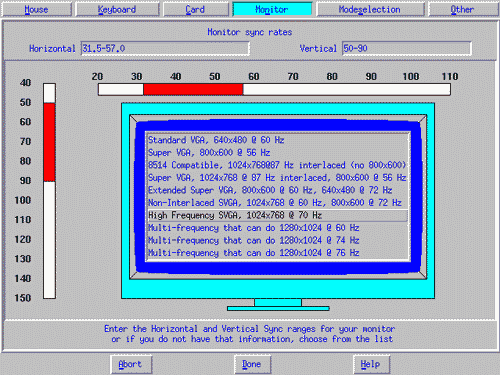 Mouse Keyboard Card Monitor Modeselection Other
Monitor sync rates
Horizontal 31.5-57.0 Vertical 50-90
20 30 40 50 60 70 80 90 100 110
40
50
60
70
80
90
100
110
120
130
140
150
Standard VGA, 640x480 @ 60 Hz
Super VGA, 800x600 @ 56 Hz
8514 Compatible, 1024x768@87 Hz interlaced (no 800x600)
Super VGA, 1024x768 @ 87 Hz interlaced, 800x600 @ 56 Hz
Extended Super VGA, 800x600 @ 60 Hz, 640x480 @ 72 Hz
Non-Interlaced SVGA, 1024x768 @ 60 Hz, 800x600 @ 72 Hz
High Frequency SVGA, 1024x768 @ 70 Hz
Multi-frequency that can do 1280x1024 @ 60 Hz
Multi-frequency that can do 1280x1024 @ 74 Hz
Multi-frequency that can do 1280x1024 @ 76 Hz
Enter the Horizontal and Vertical Sync ranges for your monitor
or if you do not have that information, choose from the list
Abort Done Help